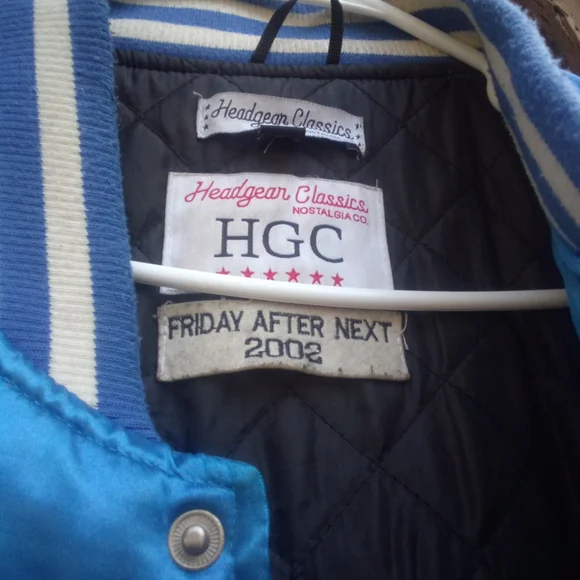 Headgear Classics
Headgear Classics
NOSTALGIA CO.
HGC
FRIDAY AFTER NEXT
2002